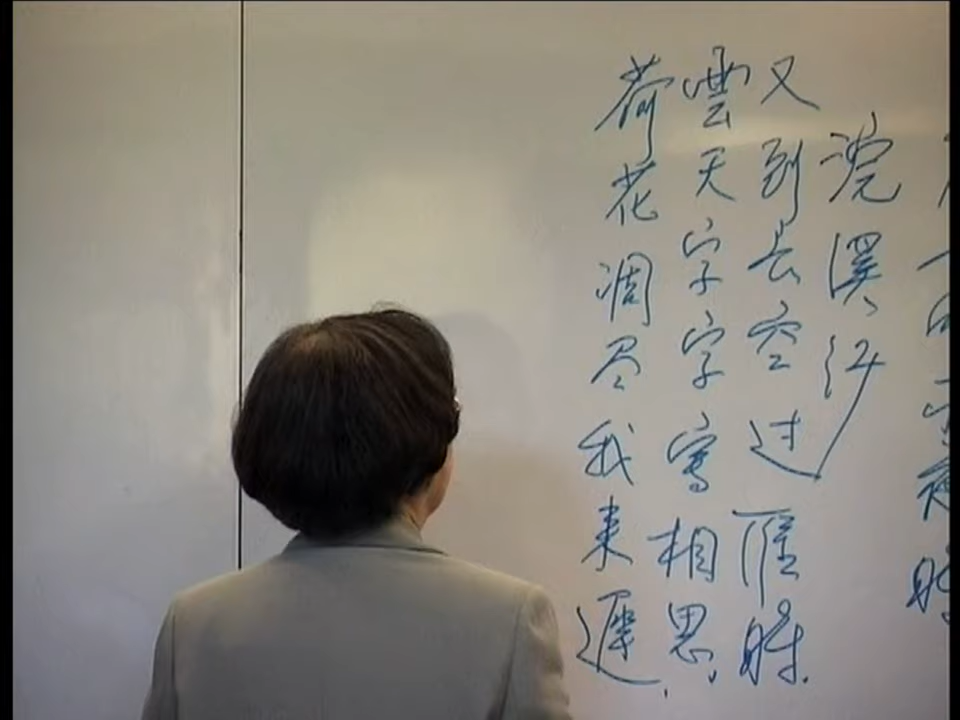 浣溪沙
又到长空过雁時.
雲天字字寫相思,
荷花凋尽我来遲.